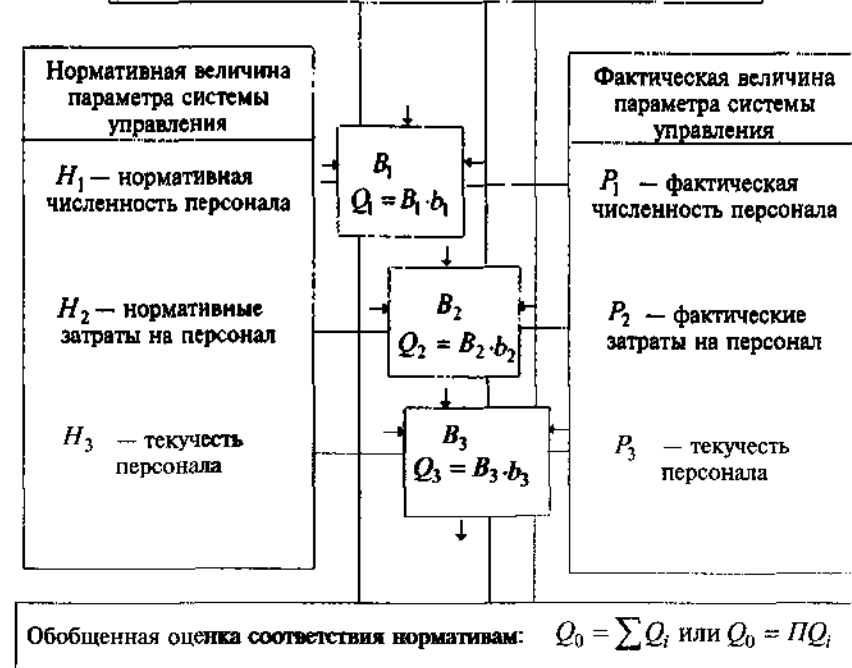 Нормативная величина
параметра системы
управления
H₁ — нормативная
численность персонала
H₂ — нормативные
затраты на персонал
H₃ — текучесть
персонала
B₁
Q₁ = B₁·b₁
B₂
Q₂ = B₂·b₂
B₃
Q₃ = B₃·b₃
Фактическая величина
параметра системы
управления
P₁ — фактическая
численность персонала
P₂ — фактические
затраты на персонал
P₃ — текучесть
персонала
Обобщенная оценка соответствия нормативам: Q₀ = ∑Qᵢ или Q₀ = ПQᵢ